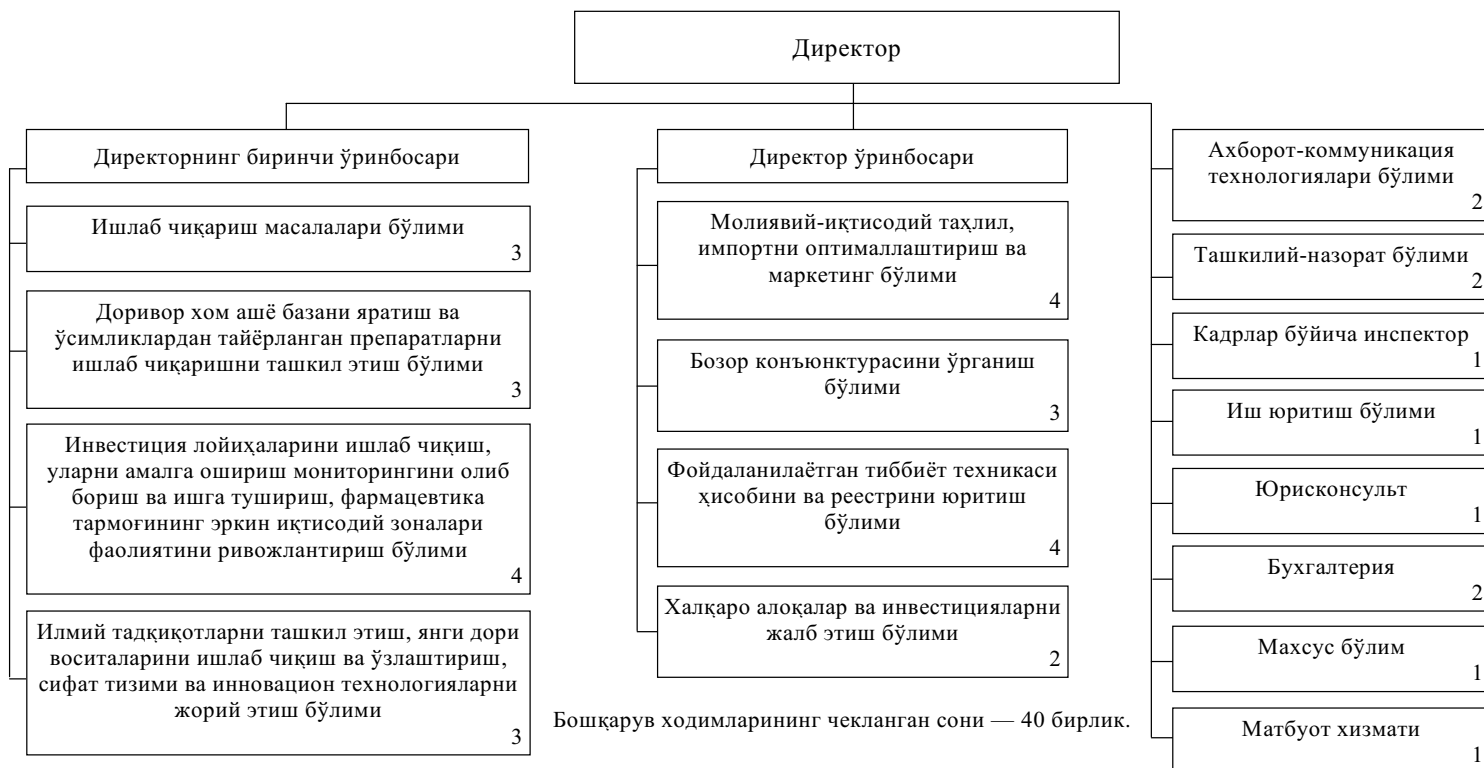 Директор
Директорнинг биринчи ўринбосари
Ишлаб чиқариш масалалари бўлими
3
Доривор хом ашё базани яратиш ва
ўсимликлардан тайёрланган препаратларни
ишлаб чиқаришни ташкил этиш бўлими
3
Инвестиция лойиҳаларини ишлаб чиқиш,
уларни амалга ошириш мониторингини олиб
бориш ва ишга тушириш, фармацевтика
тармоғининг эркин иқтисодий зоналари
фаолиятини ривожлантириш бўлими
4
Илмий тадқиқотларни ташкил этиш, янги дори
воситаларини ишлаб чиқиш ва ўзлаштириш,
сифат тизими ва инновацион технологияларни
жорий этиш бўлими
3
Директор ўринбосари
Молиявий-иқтисодий таҳлил,
импортни оптималлаштириш ва
маркетинг бўлими
4
Бозор конъюнктурасини ўрганиш
бўлими
3
Фойдаланилаётган тиббиёт техникаси
ҳисобини ва реестрини юритиш
бўлими
4
Халқаро алоқалар ва инвестицияларни
жалб этиш бўлими
2
Ахборот-коммуникация
технологиялари бўлими
2
Ташкилий-назорат бўлими
2
Кадрлар бўйича инспектор
1
Иш юритиш бўлими
1
Юрисконсульт
1
Бухгалтерия
2
Махсус бўлим
1
Матбуот хизмати
1
Бошқарув ходимларининг чекланган сони — 40 бирлик.